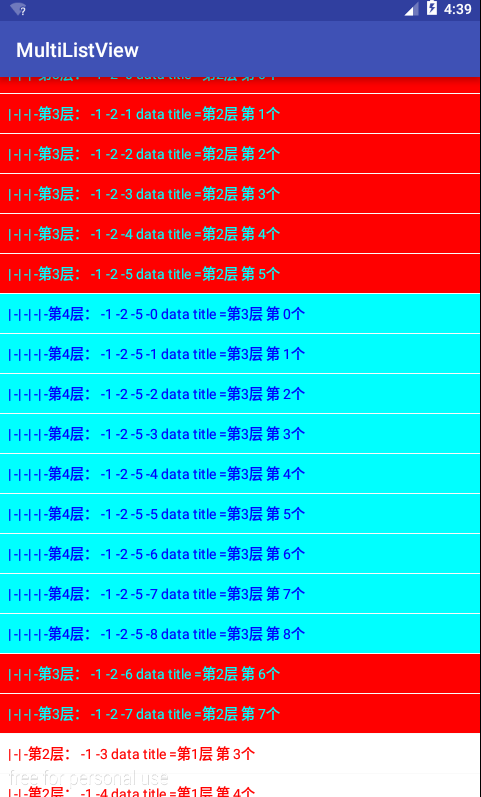 4:39
MultiListView
|-|-|-第3层： -1 -2 -1 data title =第2层 第 1个
|-|-|-第3层： -1 -2 -2 data title =第2层 第 2个
|-|-|-第3层： -1 -2 -3 data title =第2层 第 3个
|-|-|-第3层： -1 -2 -4 data title =第2层 第 4个
|-|-|-第3层： -1 -2 -5 data title =第2层 第 5个
|-|-|-|-第4层： -1 -2 -5 -0 data title =第3层 第 0个
|-|-|-|-第4层： -1 -2 -5 -1 data title =第3层 第 1个
|-|-|-|-第4层： -1 -2 -5 -2 data title =第3层 第 2个
|-|-|-|-第4层： -1 -2 -5 -3 data title =第3层 第 3个
|-|-|-|-第4层： -1 -2 -5 -4 data title =第3层 第 4个
|-|-|-|-第4层： -1 -2 -5 -5 data title =第3层 第 5个
|-|-|-|-第4层： -1 -2 -5 -6 data title =第3层 第 6个
|-|-|-|-第4层： -1 -2 -5 -7 data title =第3层 第 7个
|-|-|-|-第4层： -1 -2 -5 -8 data title =第3层 第 8个
|-|-|-第3层： -1 -2 -6 data title =第2层 第 6个
|-|-|-第3层： -1 -2 -7 data title =第2层 第 7个
|-|-第2层： -1 -3 data title =第1层 第 3个
free for personal use
|-|-第2层： -1 -4 data title =第1层 第 4个